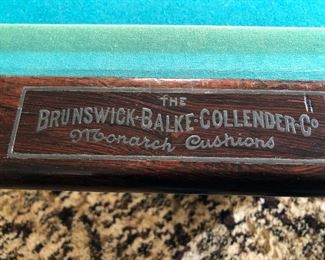 THE
BRUNSWICK-BALKE-COLLENDER-Co
Monarch Cushions